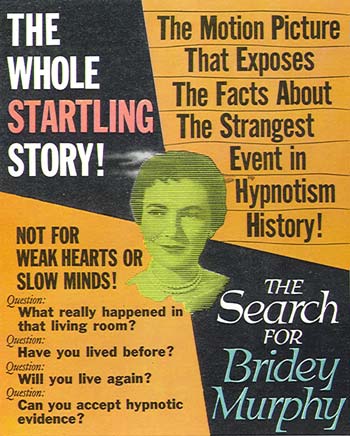 THE
WHOLE
STARTLING
STORY!
The Motion Picture
That Exposes
The Facts About
The Strangest
Event in
Hypnotism
History!
NOT FOR
WEAK HEARTS OR
SLOW MINDS!
Question:
What really happened in
that living room?
Question:
Have you lived before?
Question:
Will you live again?
Question:
Can you accept hypnotic
evidence?
THE
Search
FOR
Bridey
Murphy